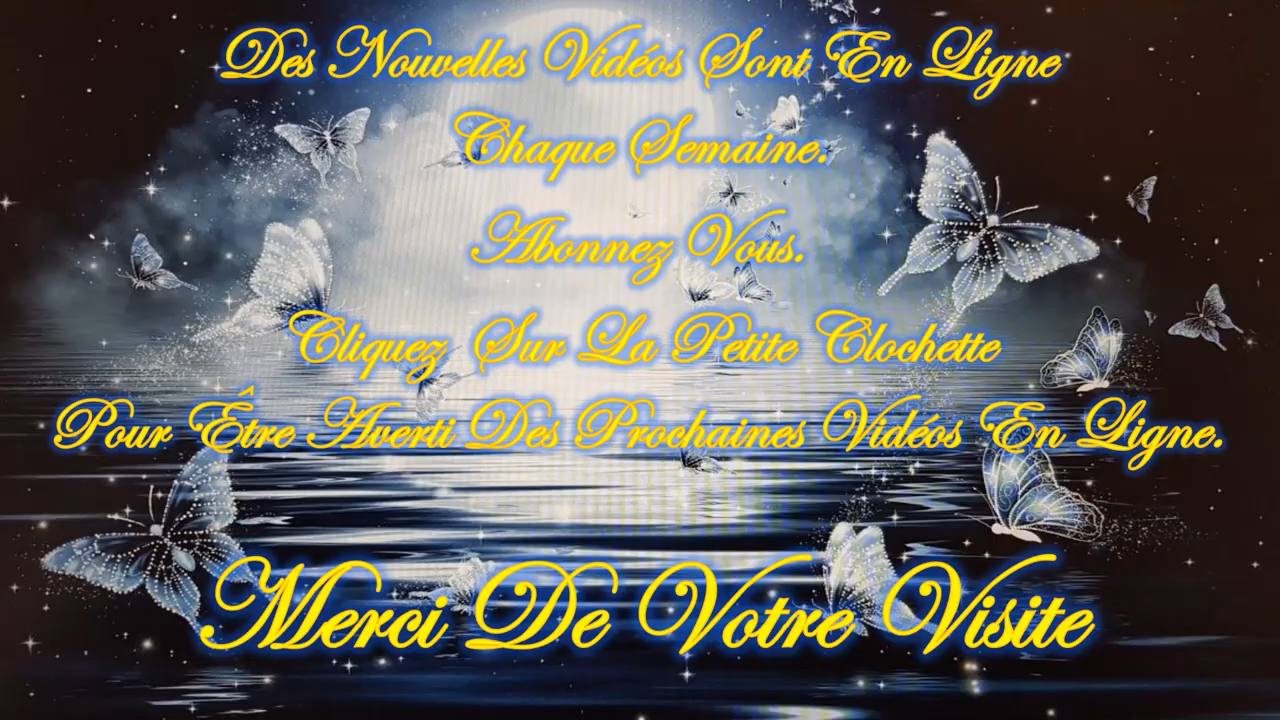 Des Nouvelles Vidéos Sont En Ligne
Chaque Semaine.
Abonnez Vous.
Cliquez Sur La Petite Clochette
Pour Être Averti Des Prochaines Vidéos En Ligne.
Merci De Votre Visite